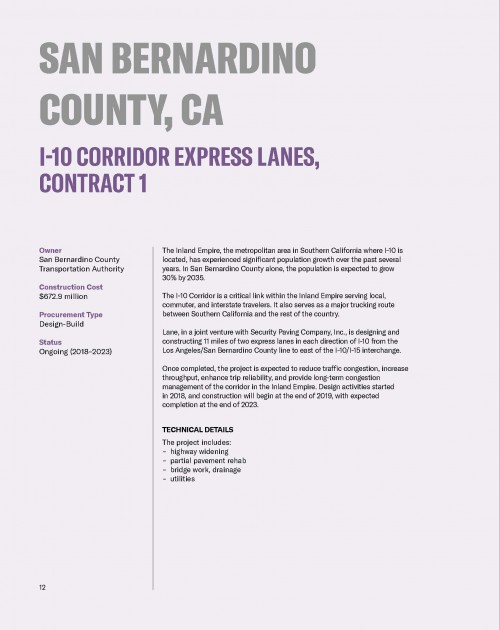 SAN BERNARDINO
COUNTY, CA
I-10 CORRIDOR EXPRESS LANES,
CONTRACT 1
Owner
San Bernardino County
Transportation Authority
Construction Cost
$672.9 million
Procurement Type
Design-Build
Status
Ongoing (2018–2023)
The Inland Empire, the metropolitan area in Southern California where I-10 is
located, has experienced significant population growth over the past several
years. In San Bernardino County alone, the population is expected to grow
30% by 2035.
The I-10 Corridor is a critical link within the Inland Empire serving local,
commuter, and interstate travelers. It also serves as a major trucking route
between Southern California and the rest of the country.
Lane, in a joint venture with Security Paving Company, Inc., is designing and
constructing 11 miles of two express lanes in each direction of I-10 from the
Los Angeles/San Bernardino County line to east of the I-10/I-15 interchange.
Once completed, the project is expected to reduce traffic congestion, increase
throughput, enhance trip reliability, and provide long-term congestion
management of the corridor in the Inland Empire. Design activities started
in 2018, and construction will begin at the end of 2019, with expected
completion at the end of 2023.
TECHNICAL DETAILS
The project includes:
– highway widening
– partial pavement rehab
– bridge work, drainage
– utilities
12